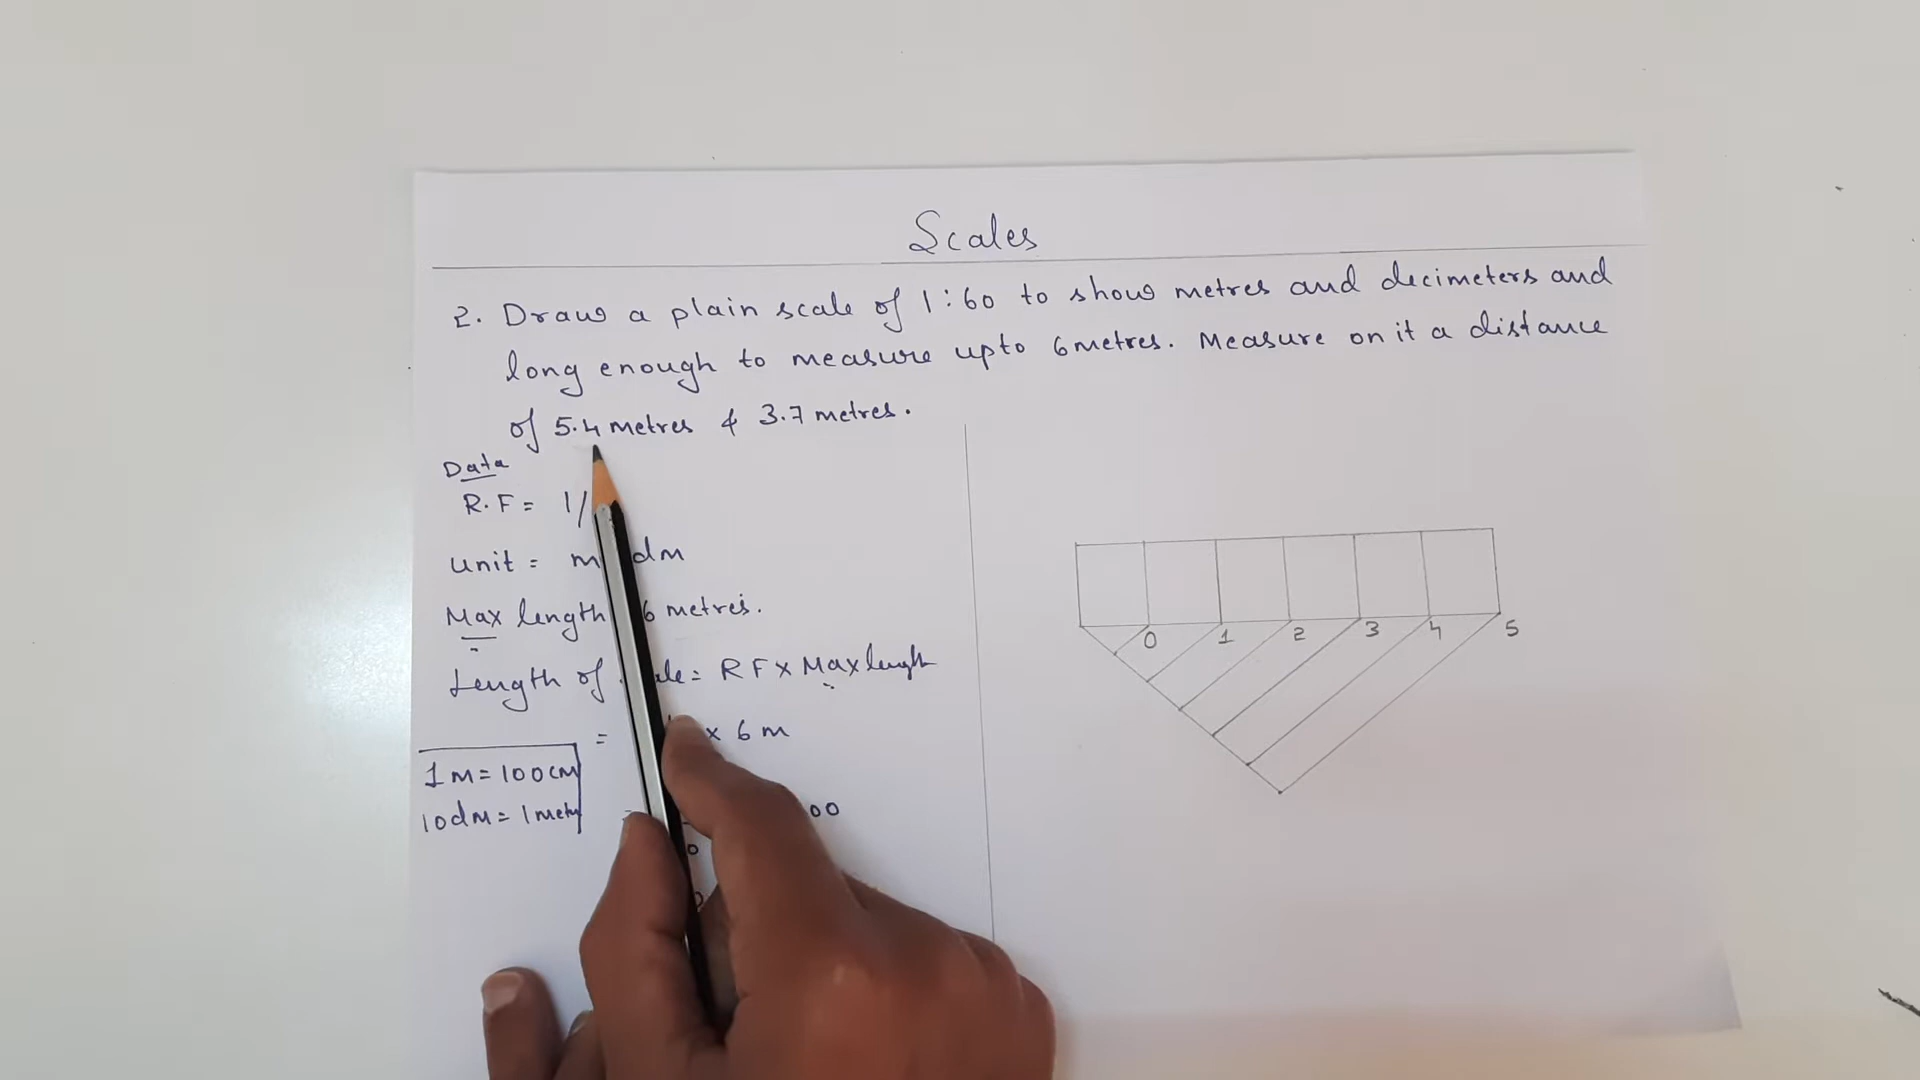 Scales
2. Draw a plain scale of 1:60 to show metres and decimeters and
long enough to measure upto 6metres. Measure on it a distance
of 5.4 metres & 3.7 metres.
Data
R.F = 1/
unit = m dm
Max length 6 metres.
Length of = RF x Max length
= x 6 m
1m = 100cm
10dm = 1 metre
= 00
0 1 2 3 4 5